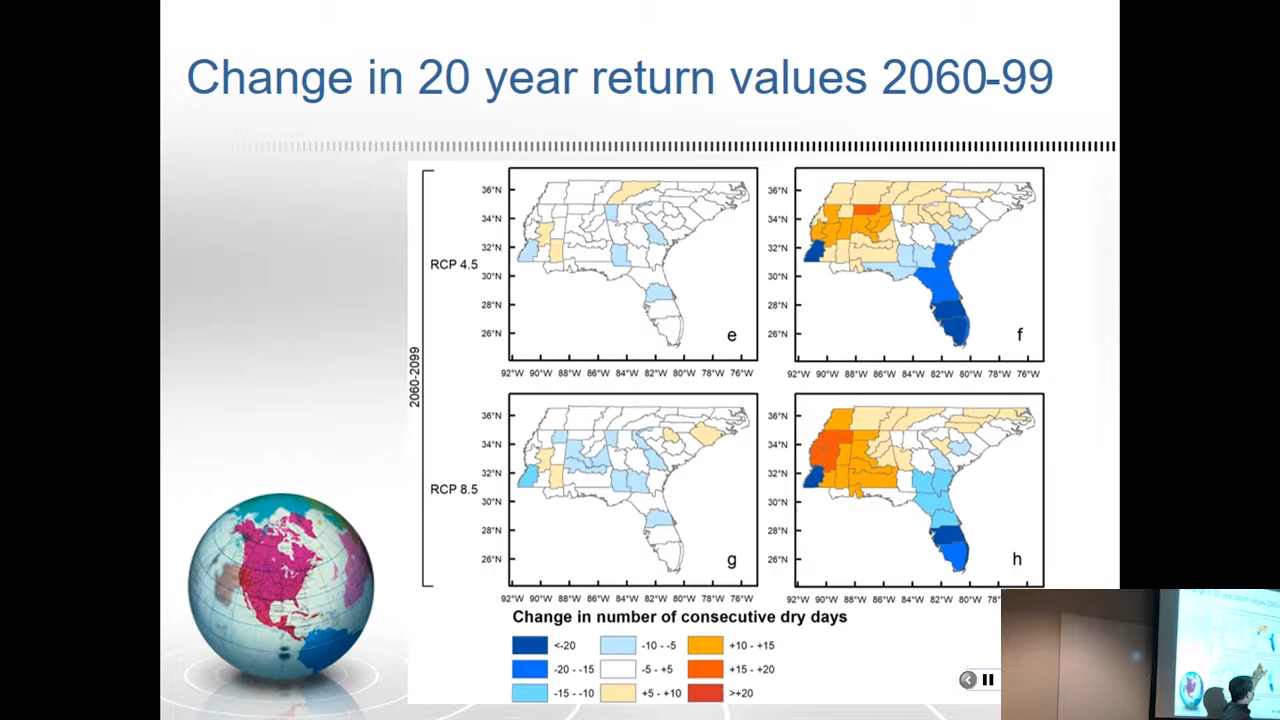 Change in 20 year return values 2060-99
2060-2099
RCP 4.5
36°N
34°N
32°N
30°N
28°N
26°N
92°W 90°W 88°W 86°W 84°W 82°W 80°W 78°W 76°W
e
36°N
34°N
32°N
30°N
28°N
26°N
92°W 90°W 88°W 86°W 84°W 82°W 80°W 78°W 76°W
f
RCP 8.5
36°N
34°N
32°N
30°N
28°N
26°N
92°W 90°W 88°W 86°W 84°W 82°W 80°W 78°W 76°W
g
36°N
34°N
32°N
30°N
28°N
26°N
92°W 90°W 88°W 86°W 84°W 82°W 80°W 78°W 76°W
h
Change in number of consecutive dry days
<-20
-20 - -15
-15 - -10
-10 - -5
-5 - +5
+5 - +10
+10 - +15
+15 - +20
>+20